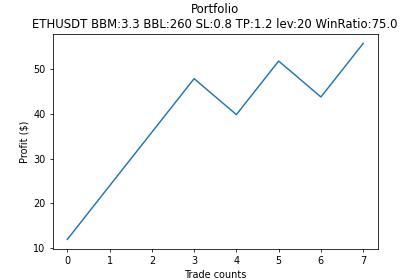 Portfolio
ETHUSDT BBM:3.3 BBL:260 SL:0.8 TP:1.2 lev:20 WinRatio:75.0
50
40
30
20
10
Profit ($)
0 1 2 3 4 5 6 7
Trade counts